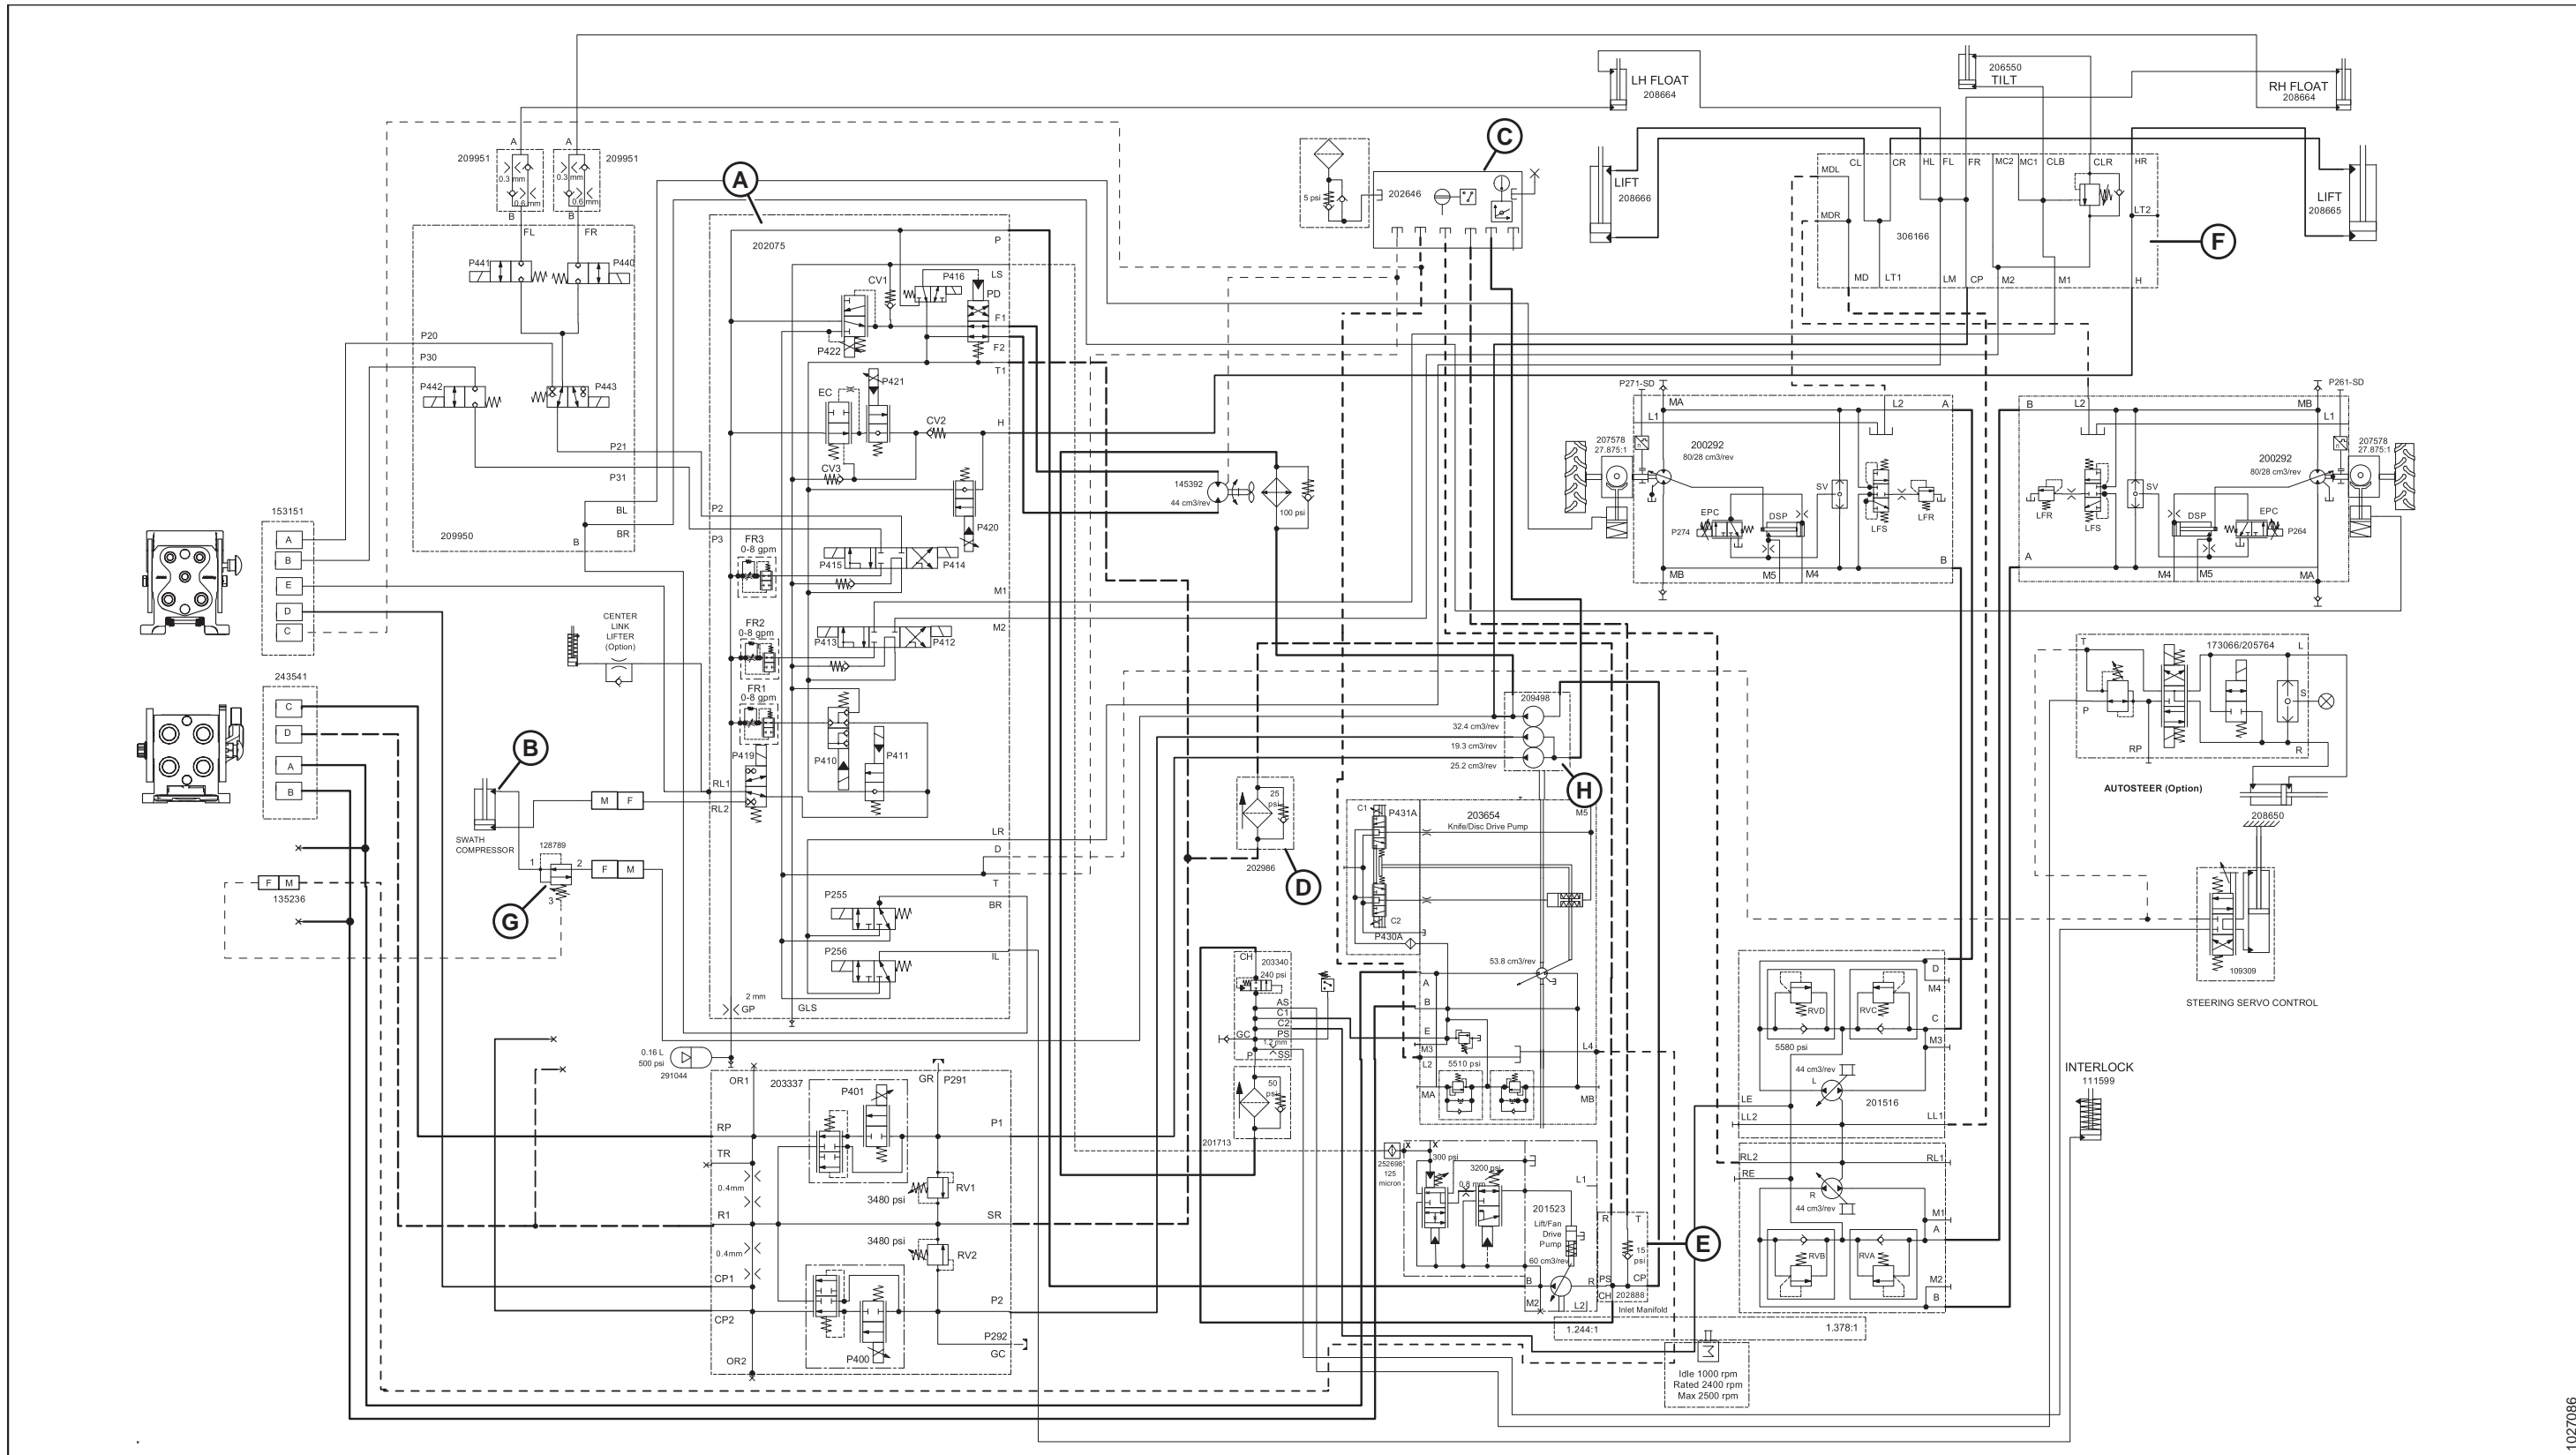 LH FLOAT
208664
206550
TILT
RH FLOAT
208664
A
A
209951
209951
0.3 mm
0.3 mm
0.6 mm
0.6 mm
B
B
FL
FR
P441
P440
P20
P30
P442
P443
P21
P31
BL
BR
B
209950
153151
A
B
E
D
C
243541
C
D
A
B
F
M
135236
CENTER
LINK
LIFTER
(Option)
B
SWATH
COMPRESSOR
M
F
128789
1
2
3
F
M
G
A
202075
P
LS
CV1
P416
PD
F1
F2
P422
T1
P421
EC
CV2
H
CV3
P420
P2
P3
FR3
0-8 gpm
P415
P414
M1
FR2
0-8 gpm
M2
P413
P412
FR1
0-8 gpm
P419
P410
P411
RL1
RL2
LR
D
T
P255
BR
P256
IL
2 mm
GP
GLS
0.16 L
500 psi
291044
OR1
203337
GR
P291
P401
RP
P1
TR
0.4mm
3480 psi
RV1
R1
SR
3480 psi
RV2
0.4mm
CP1
CP2
P2
P292
GC
P400
OR2
C
5 psi
202646
LIFT
208666
LIFT
208665
MDL
CL
CR
HL
FL
FR
MC2
MC1
CLB
CLR
HR
MDR
LT2
306166
MD
LT1
LM
CP
M2
M1
H
F
145392
44 cm3/rev
100 psi
P271-SD
MA
L1
L2
A
207578
27.875:1
200292
80/28 cm3/rev
SV
EPC
P274
DSP
LFS
LFR
MB
M5
M4
B
P261-SD
B
L2
MB
L1
207578
27.875:1
200292
80/28 cm3/rev
SV
LFR
LFS
DSP
EPC
P264
A
M4
M5
MA
T
173066/205764
L
P
S
RP
R
AUTOSTEER (Option)
208650
109309
STEERING SERVO CONTROL
209498
32.4 cm3/rev
19.3 cm3/rev
25.2 cm3/rev
H
25
psi
202986
D
C1
P431A
203654
Knife/Disc Drive Pump
M5
C2
P430A
53.8 cm3/rev
A
B
E
M3
L2
5510 psi
L4
MA
MB
CH
203340
240 psi
AS
C1
C2
GC
PS
1.2 mm
P
SS
50
psi
201713
252698
125
micron
X
X
300 psi
3200 psi
0.8 mm
L1
201523
Lift/Fan
Drive
Pump
60 cm3/rev
B
R
M2
L2
R
T
15
psi
PS
CP
CH
202888
Inlet Manifold
E
1.244:1
1.378:1
Idle 1000 rpm
Rated 2400 rpm
Max 2500 rpm
D
M4
RVD
RVC
C
5580 psi
M3
44 cm3/rev
L
201516
LE
LL2
LL1
RL2
RL1
RE
R
44 cm3/rev
M1
A
RVB
RVA
M2
B
INTERLOCK
111599
1027086